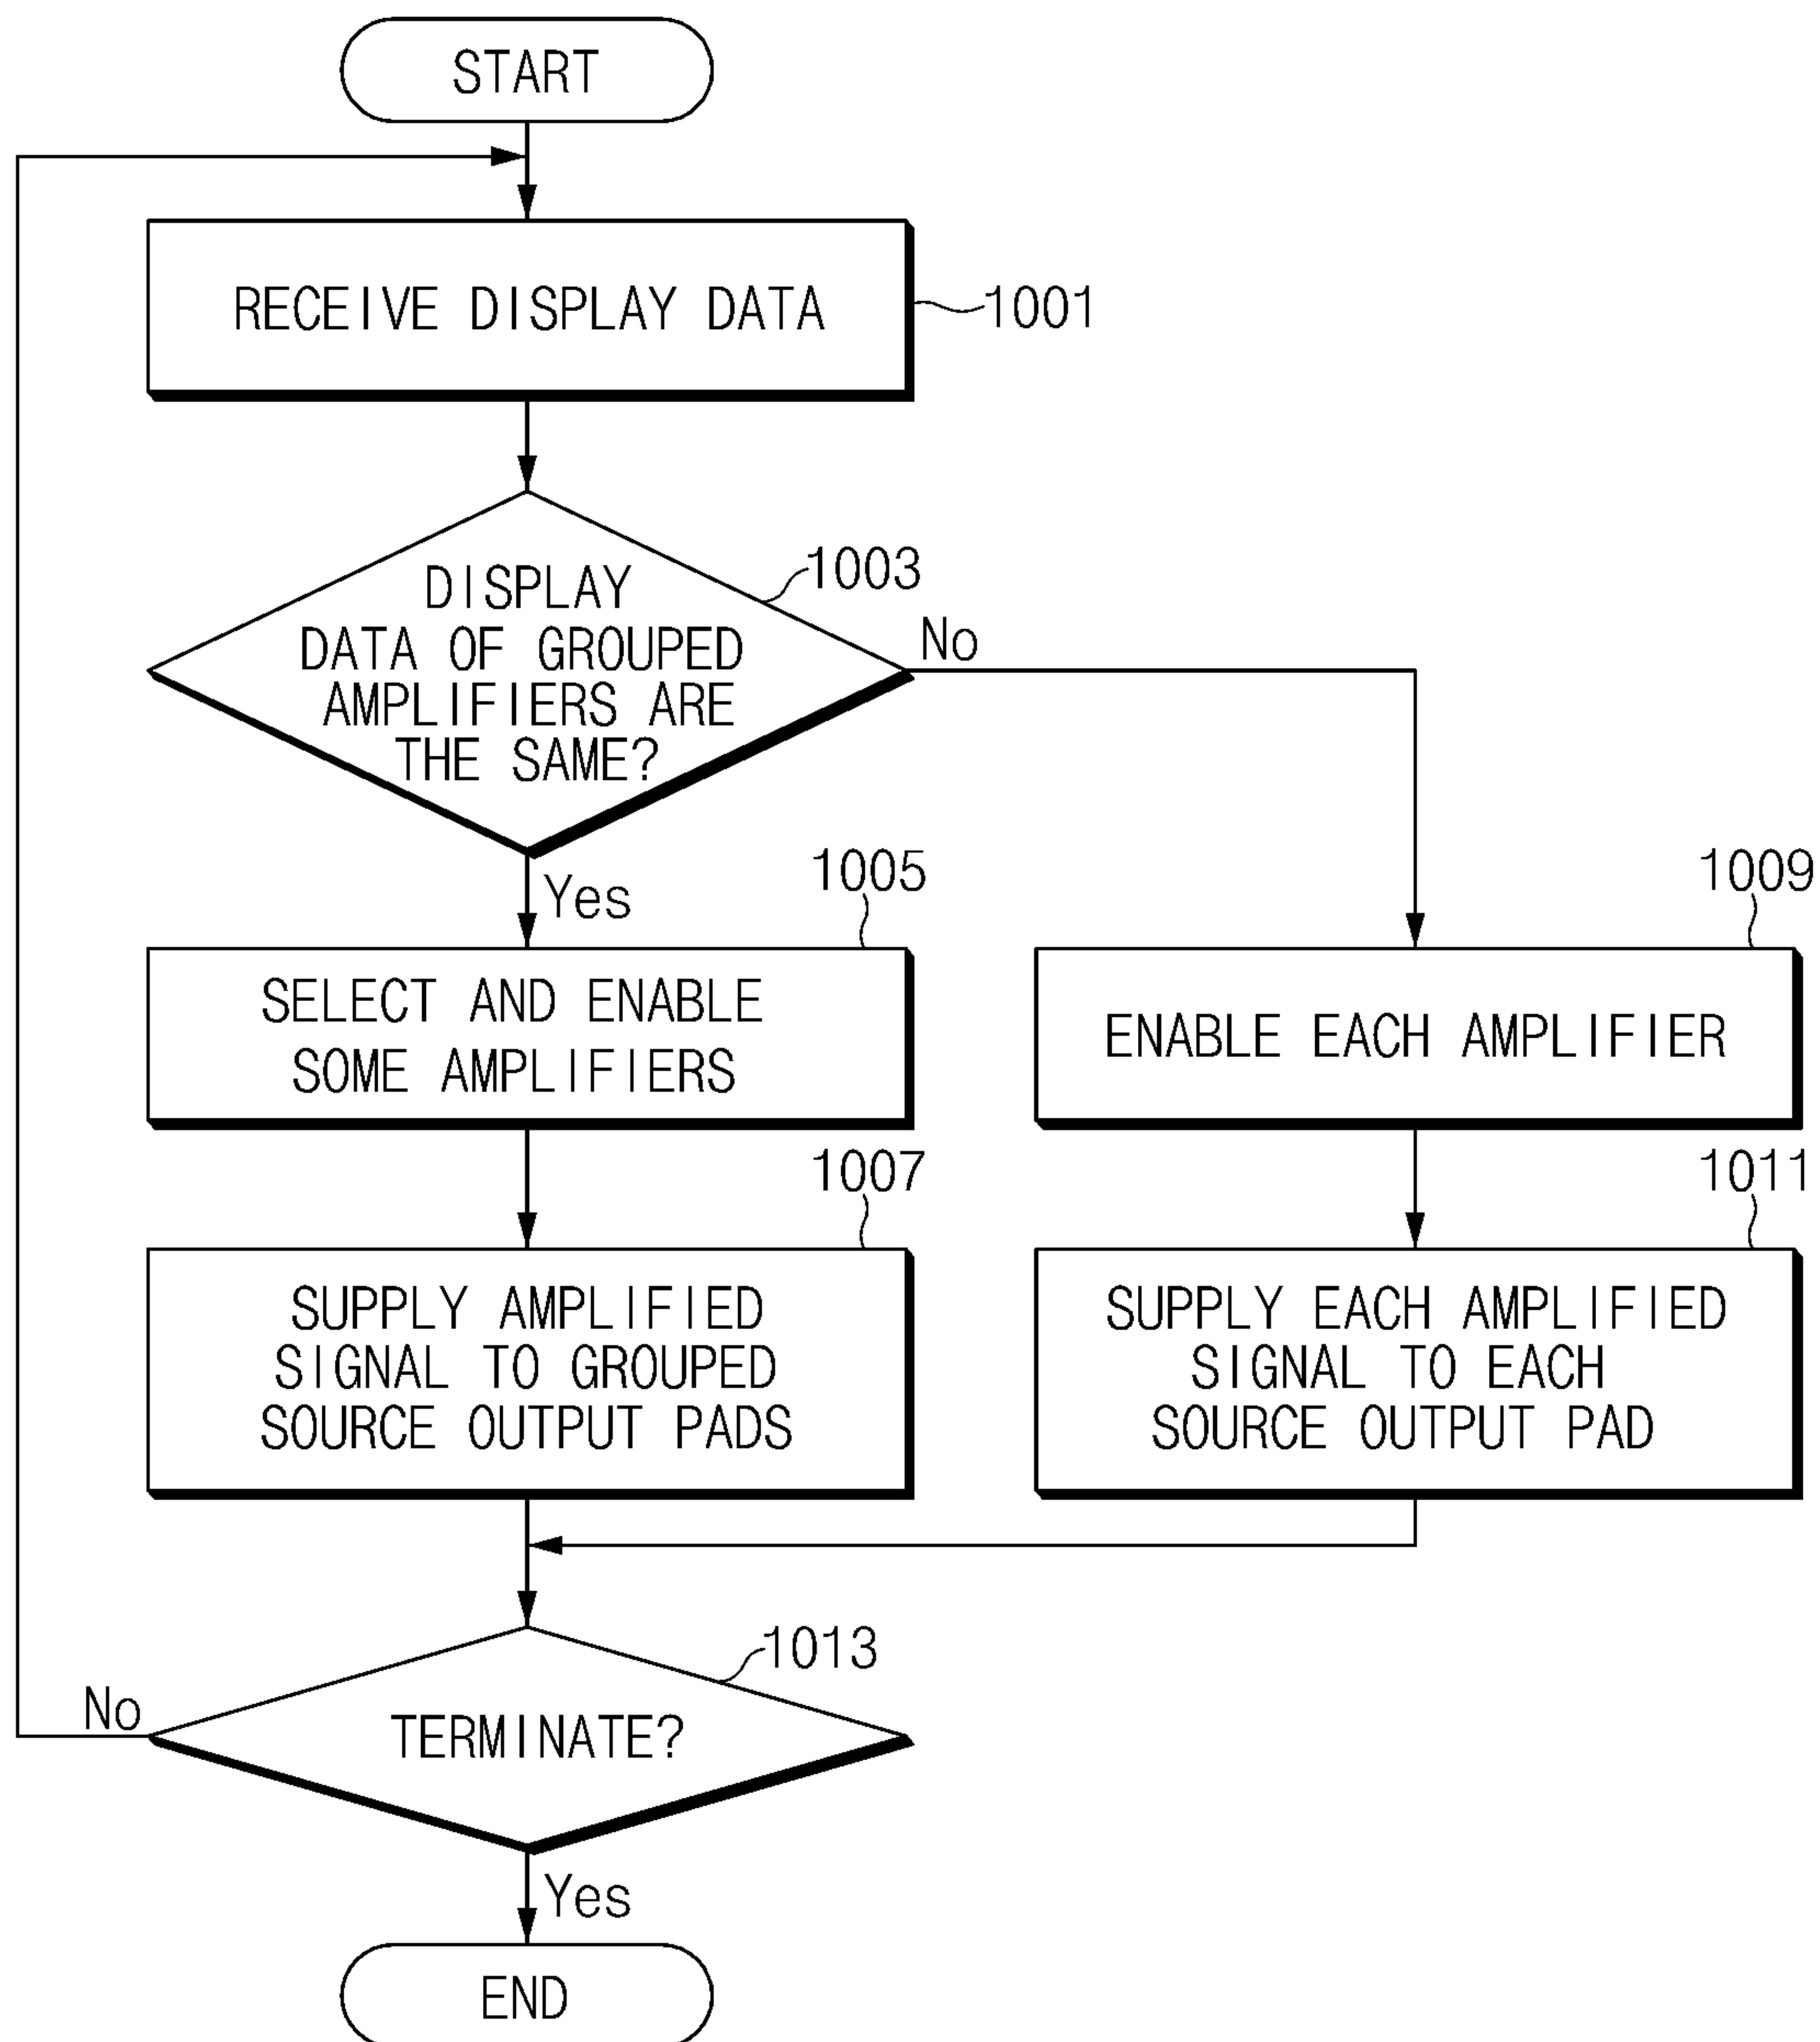 START
RECEIVE DISPLAY DATA
1001
1003
DISPLAY
DATA OF GROUPED
AMPLIFIERS ARE
THE SAME?
No
Yes
1005
SELECT AND ENABLE
SOME AMPLIFIERS
1009
ENABLE EACH AMPLIFIER
1007
SUPPLY AMPLIFIED
SIGNAL TO GROUPED
SOURCE OUTPUT PADS
1011
SUPPLY EACH AMPLIFIED
SIGNAL TO EACH
SOURCE OUTPUT PAD
1013
No
TERMINATE?
Yes
END